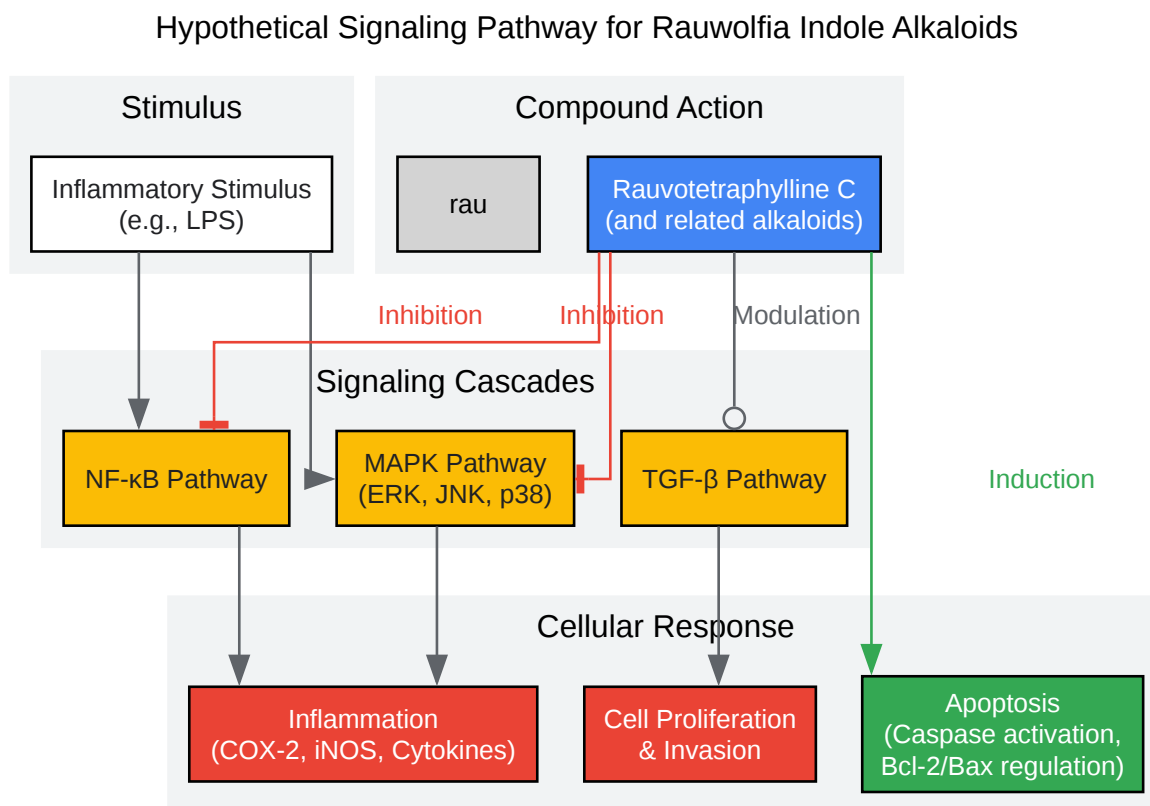 Hypothetical Signaling Pathway for Rauwolfia Indole Alkaloids
Stimulus
Compound Action
Inflammatory Stimulus
(e.g., LPS)
rau
Rauvotetraphylline C
(and related alkaloids)
Inhibition
Inhibition
Modulation
Signaling Cascades
NF-κB Pathway
MAPK Pathway
(ERK, JNK, p38)
TGF-β Pathway
Induction
Cellular Response
Inflammation
(COX-2, iNOS, Cytokines)
Cell Proliferation
& Invasion
Apoptosis
(Caspase activation,
Bcl-2/Bax regulation)